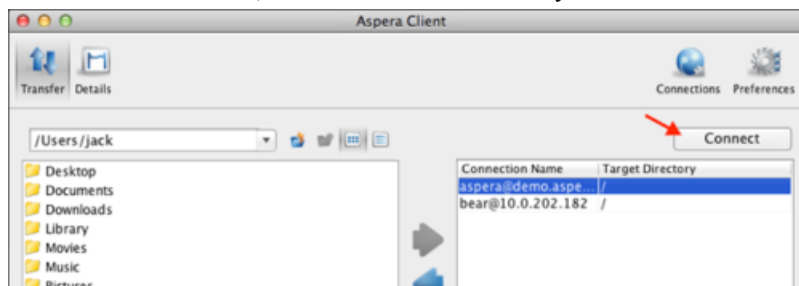 Aspera Client
Transfer Details
Connections Preferences
/Users/jack
Connect
Desktop
Documents
Downloads
Library
Movies
Music
Pictures
Connection Name Target Directory
aspera@demo.aspe... /
bear@10.0.202.182 /